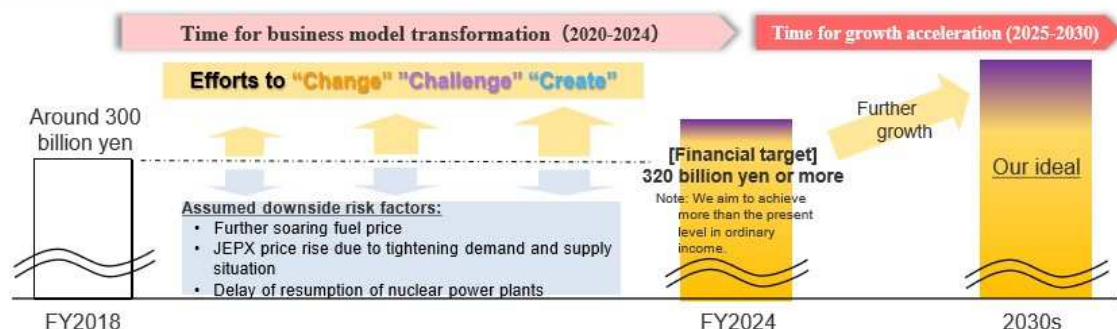 Time for business model transformation (2020-2024)
Time for growth acceleration (2025-2030)
Efforts to “Change” ”Challenge” “Create”
Around 300
billion yen
Further
growth
[Financial target]
320 billion yen or more
Note: We aim to achieve
more than the present
level in ordinary
income.
Our ideal
Assumed downside risk factors:
• Further soaring fuel price
• JEPX price rise due to tightening demand and supply
situation
• Delay of resumption of nuclear power plants
FY2018
FY2024
2030s